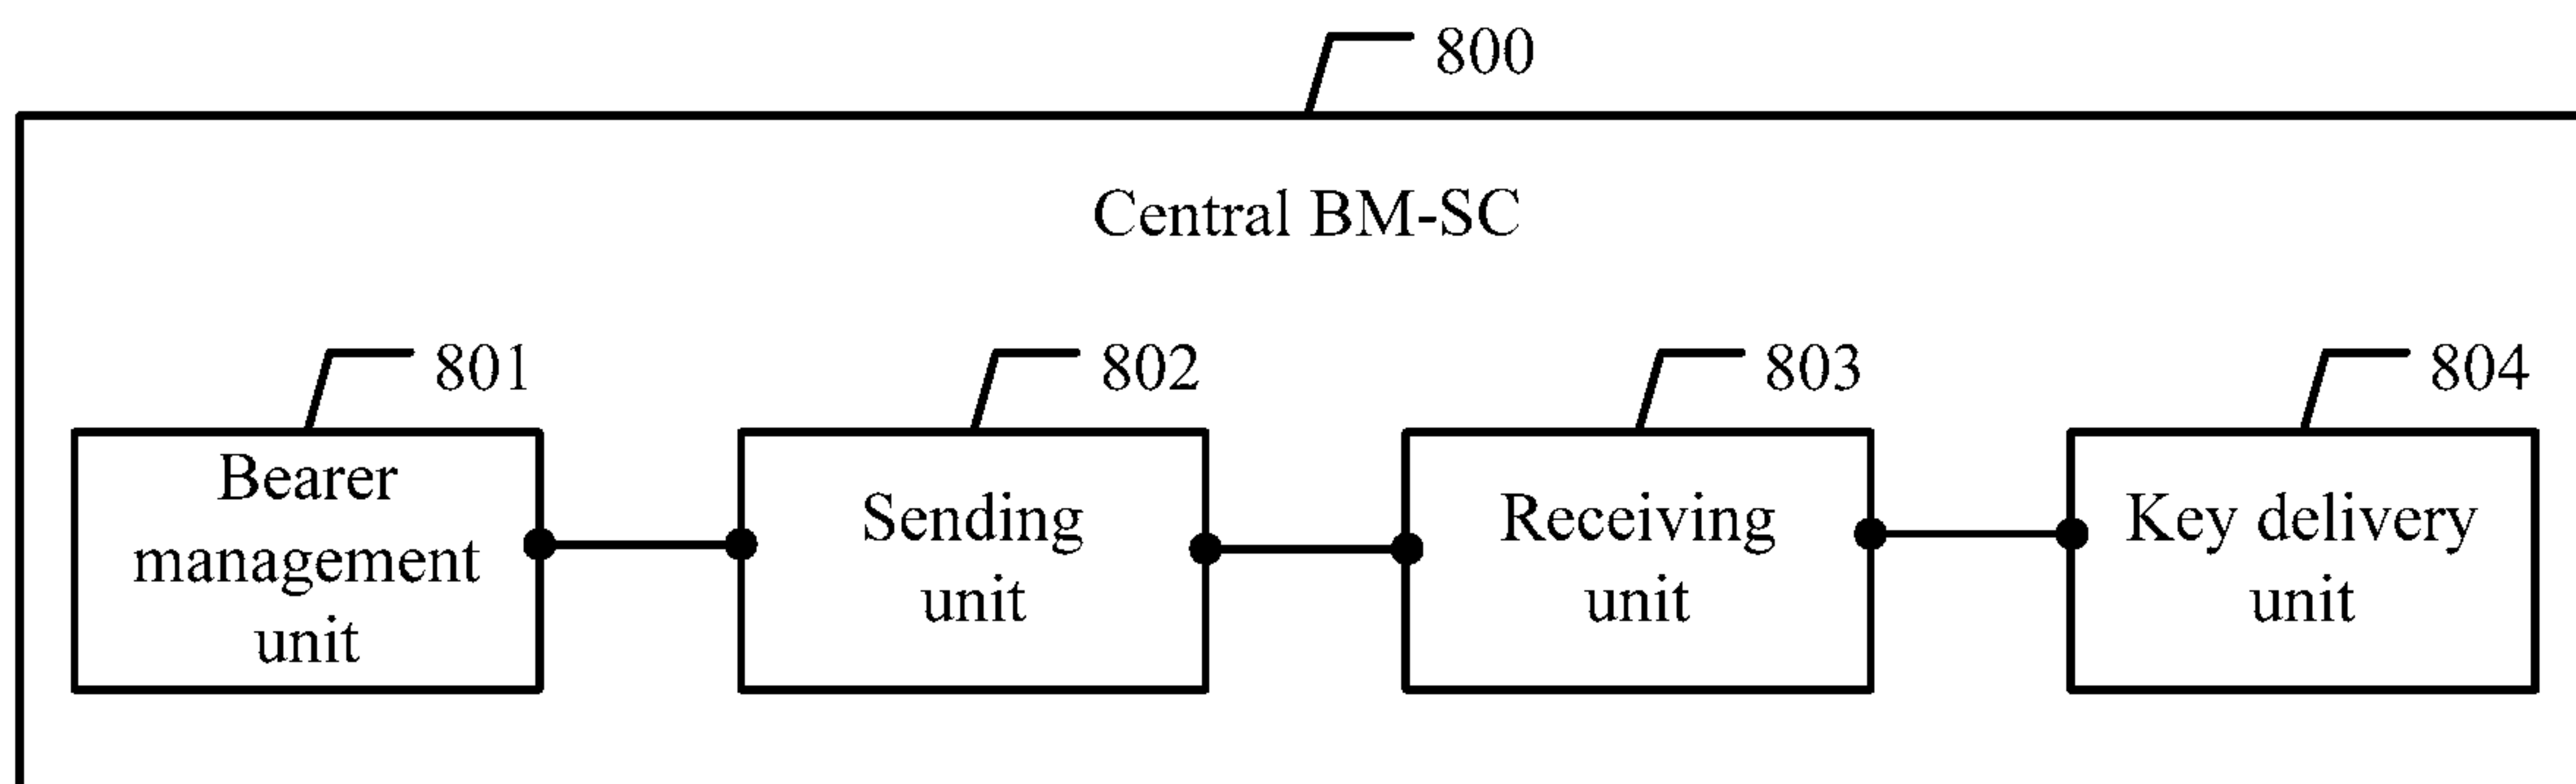 800
Central BM-SC
801
802
803
804
Bearer
management
unit
Sending
unit
Receiving
unit
Key delivery
unit